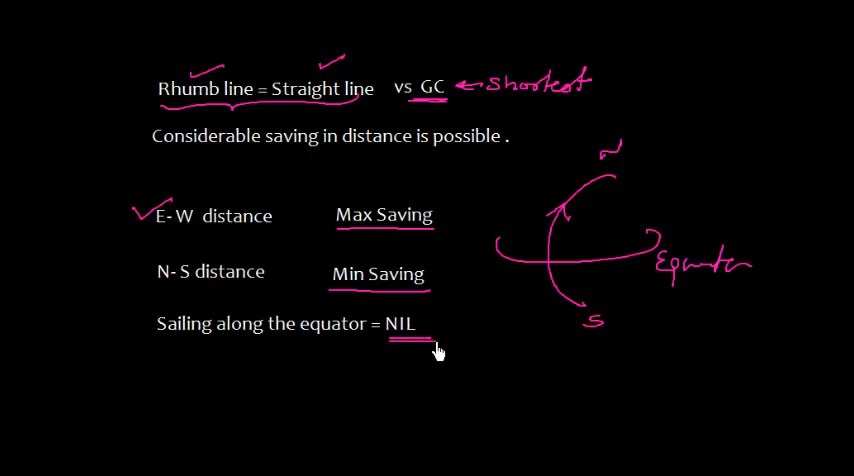 Rhumb line = Straight line vs GC ← Shortest
Considerable saving in distance is possible .
N
E- W distance Max Saving
Equator
N- S distance Min Saving
S
Sailing along the equator = NIL